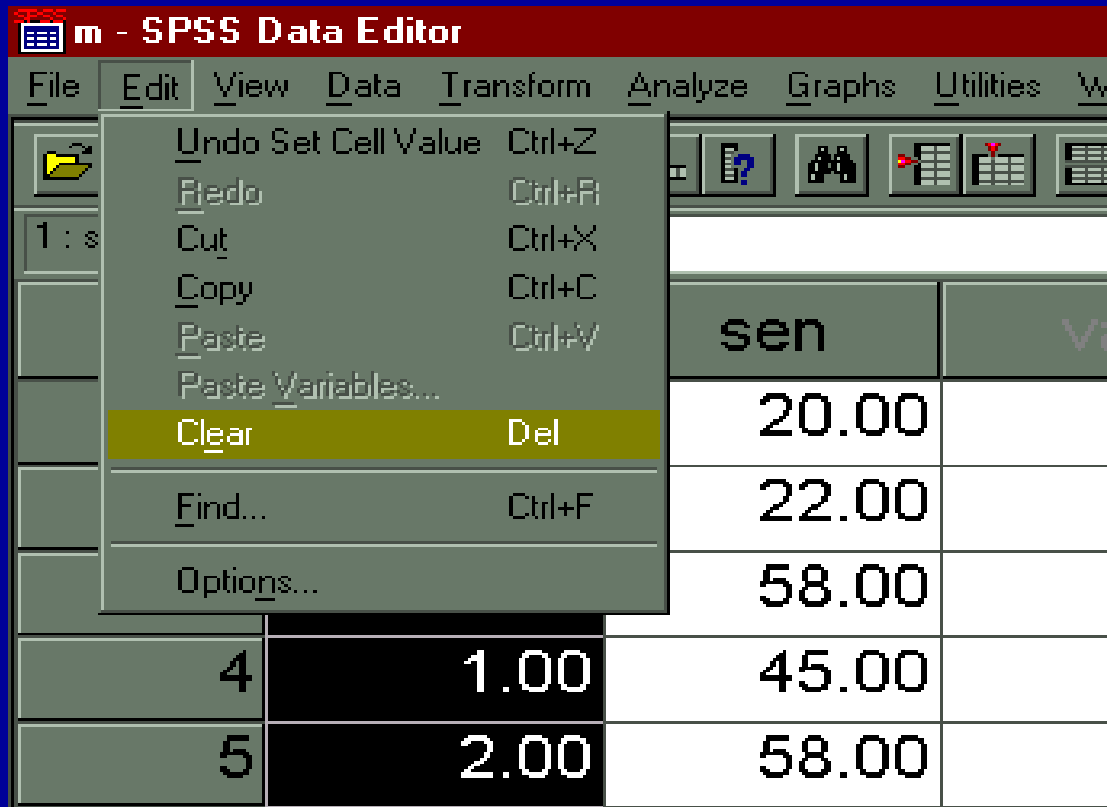 SPSS
m - SPSS Data Editor
File Edit View Data Transform Analyze Graphs Utilities
Undo Set Cell Value Ctrl+Z
Redo Ctrl+R
Cut Ctrl+X
1 : s
Copy Ctrl+C
Paste Ctrl+V
sen
Paste Variables...
Clear Del
20.00
Find... Ctrl+F
22.00
Options...
58.00
4 1.00 45.00
5 2.00 58.00